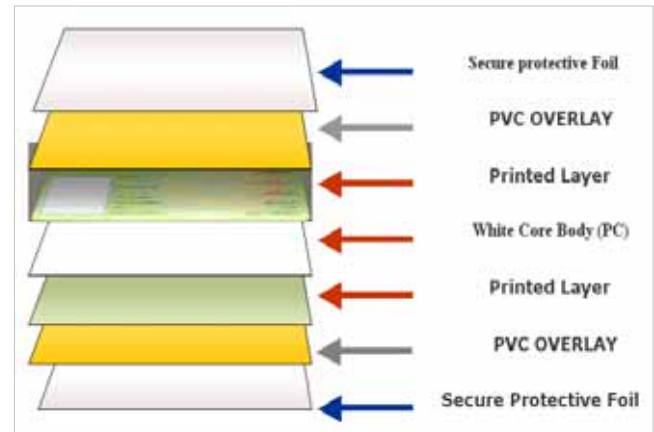 Secure protective Foil
PVC OVERLAY
Printed Layer
White Core Body (PC)
Printed Layer
PVC OVERLAY
Secure Protective Foil